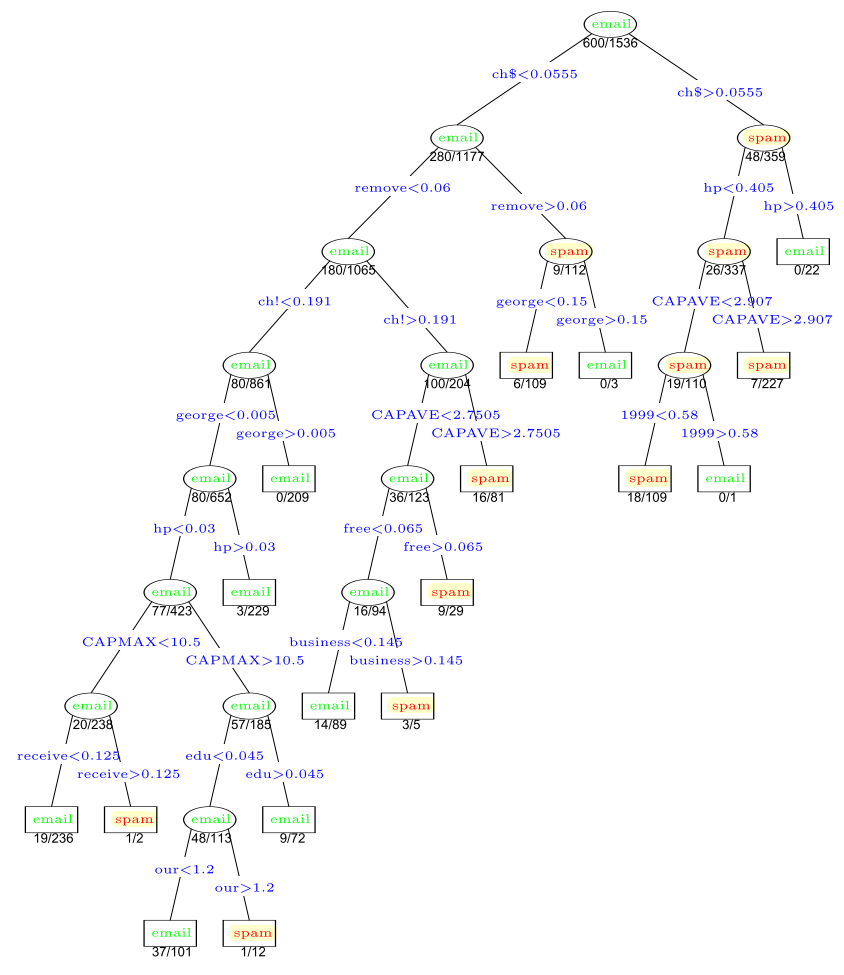 email
600/1536
ch$<0.0555
ch$>0.0555
email
280/1177
spam
48/359
remove<0.06
hp<0.405
remove>0.06
hp>0.405
email
180/1065
spam
9/112
spam
26/337
email
0/22
ch!<0.191
george<0.15
CAPAVE<2.907
ch!>0.191
george>0.15
CAPAVE>2.907
email
80/861
email
100/204
spam
6/109
email
0/3
spam
19/110
spam
7/227
george<0.005
CAPAVE<2.7505
1999<0.58
george>0.005
CAPAVE>2.7505
1999>0.58
email
80/652
email
0/209
email
36/123
spam
16/81
spam
18/109
email
0/1
hp<0.03
free<0.065
hp>0.03
free>0.065
email
77/423
email
3/229
email
16/94
spam
9/29
CAPMAX<10.5
business<0.145
CAPMAX>10.5
business>0.145
email
20/238
email
57/185
email
14/89
spam
3/5
receive<0.125
edu<0.045
receive>0.125
edu>0.045
email
19/236
spam
1/2
email
48/113
email
9/72
our<1.2
our>1.2
email
37/101
spam
1/12